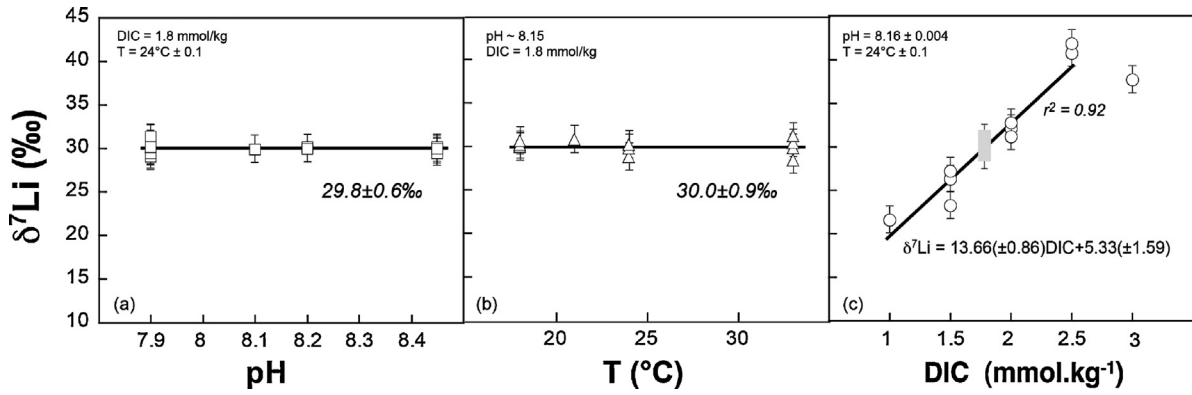 δ⁷Li (‰)
45
40
35
30
25
20
15
10
DIC = 1.8 mmol/kg
T = 24°C ± 0.1
29.8±0.6‰
(a)
7.9 8 8.1 8.2 8.3 8.4
pH
pH ~ 8.15
DIC = 1.8 mmol/kg
30.0±0.9‰
(b)
20 25 30
T (°C)
pH = 8.16 ± 0.004
T = 24°C ± 0.1
r² = 0.92
δ⁷Li = 13.66(±0.86)DIC+5.33(±1.59)
(c)
1 1.5 2 2.5 3
DIC (mmol.kg⁻¹)